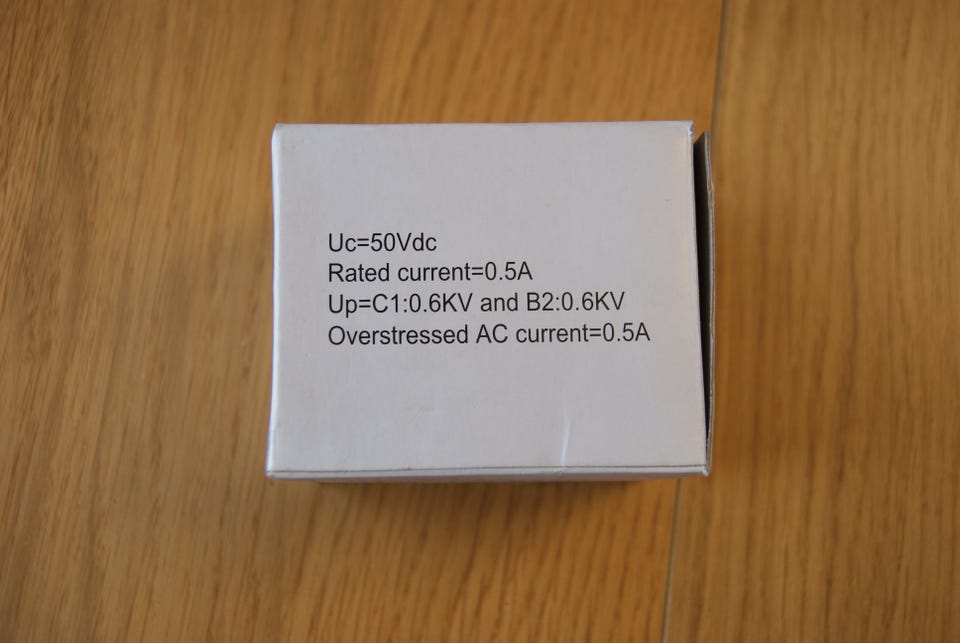 Uc=50Vdc
Rated current=0.5A
Up=C1:0.6KV and B2:0.6KV
Overstressed AC current=0.5A